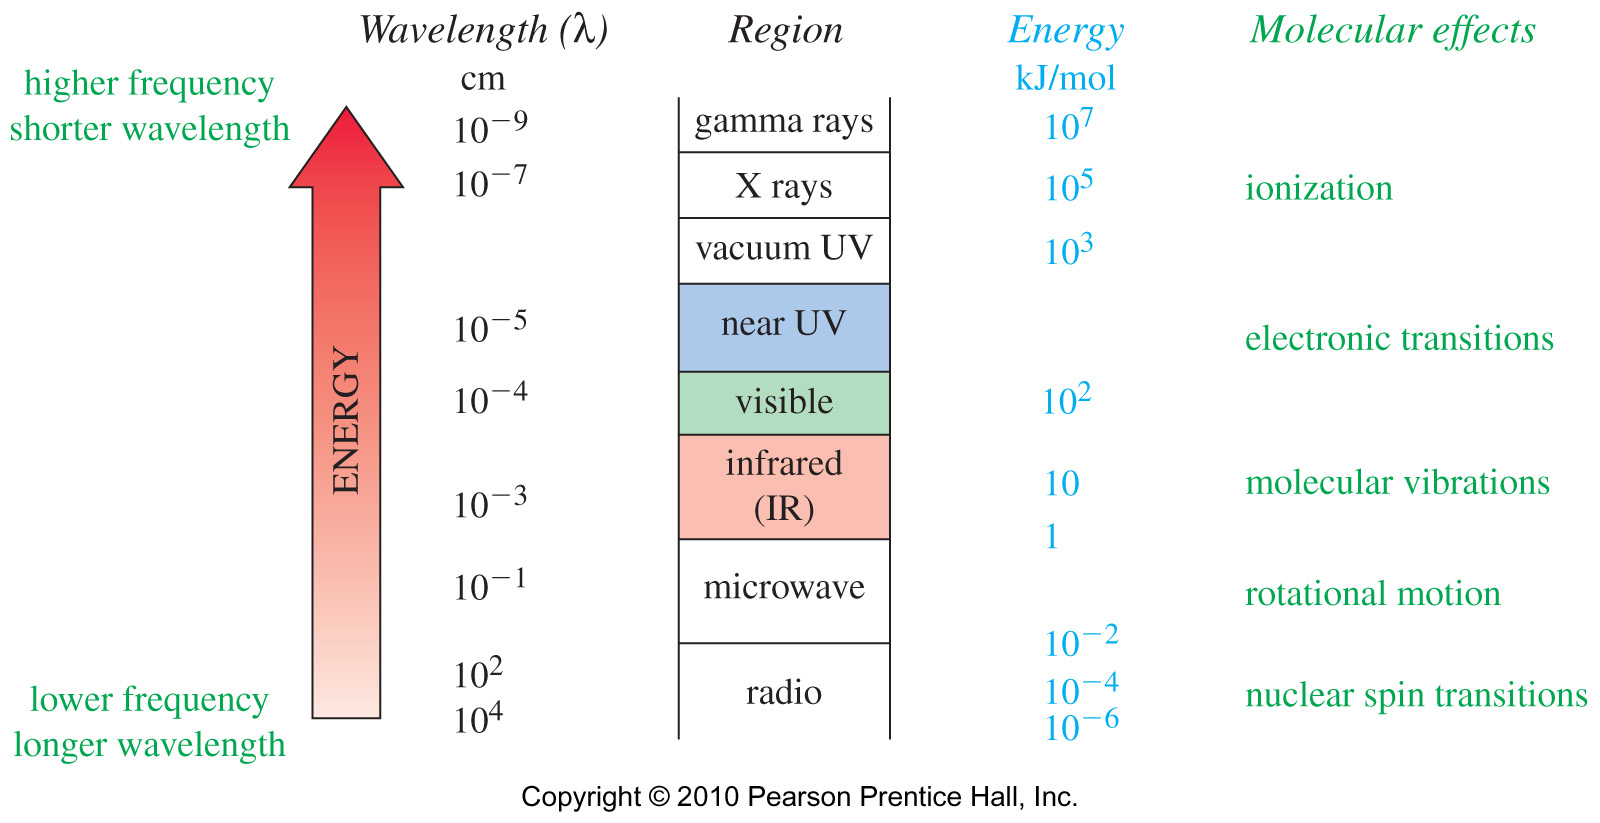 Wavelength (λ) Region Energy Molecular effects
higher frequency cm kJ/mol
shorter wavelength 10⁻⁹ gamma rays 10⁷
10⁻⁷ X rays 10⁵ ionization
vacuum UV 10³
10⁻⁵ near UV electronic transitions
ENERGY
10⁻⁴ visible 10²
infrared 10 molecular vibrations
10⁻³ (IR)
1
10⁻¹ microwave rotational motion
10⁻²
10² radio 10⁻⁴ nuclear spin transitions
lower frequency 10⁴ 10⁻⁶
longer wavelength
Copyright © 2010 Pearson Prentice Hall, Inc.